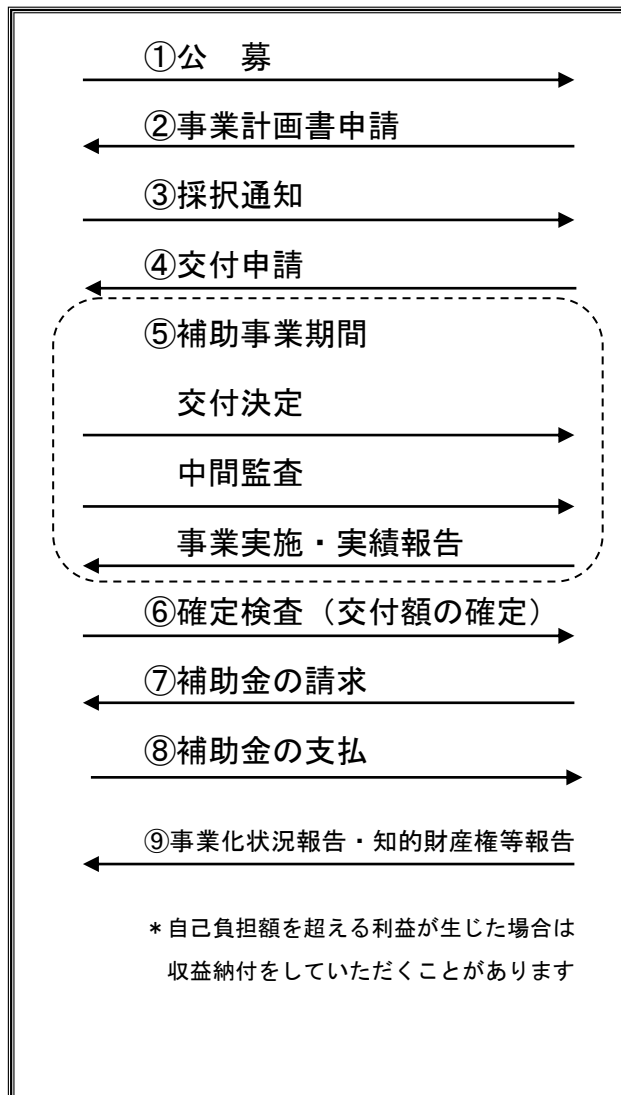 ①公　募
②事業計画書申請
③採択通知
④交付申請
⑤補助事業期間
交付決定
中間監査
事業実施・実績報告
⑥確定検査（交付額の確定）
⑦補助金の請求
⑧補助金の支払
⑨事業化状況報告・知的財産権等報告
＊自己負担額を超える利益が生じた場合は
収益納付をしていただくことがあります